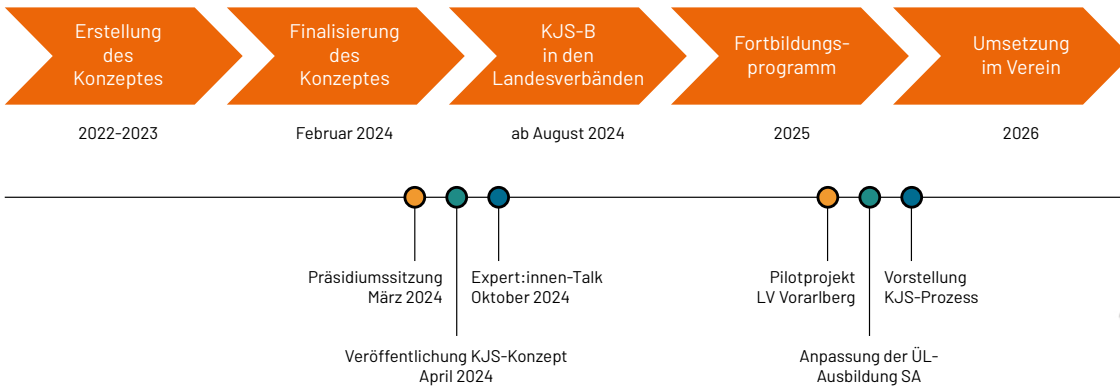 Erstellung
des
Konzeptes
Finalisierung
des
Konzeptes
KJS-B
in den
Landesverbänden
Fortbildungs-
programm
Umsetzung
im Verein
2022-2023
Februar 2024
ab August 2024
2025
2026
Präsidiumssitzung
März 2024
Expert:innen-Talk
Oktober 2024
Pilotprojekt
LV Vorarlberg
Vorstellung
KJS-Prozess
Veröffentlichung KJS-Konzept
April 2024
Anpassung der ÜL-
Ausbildung SA